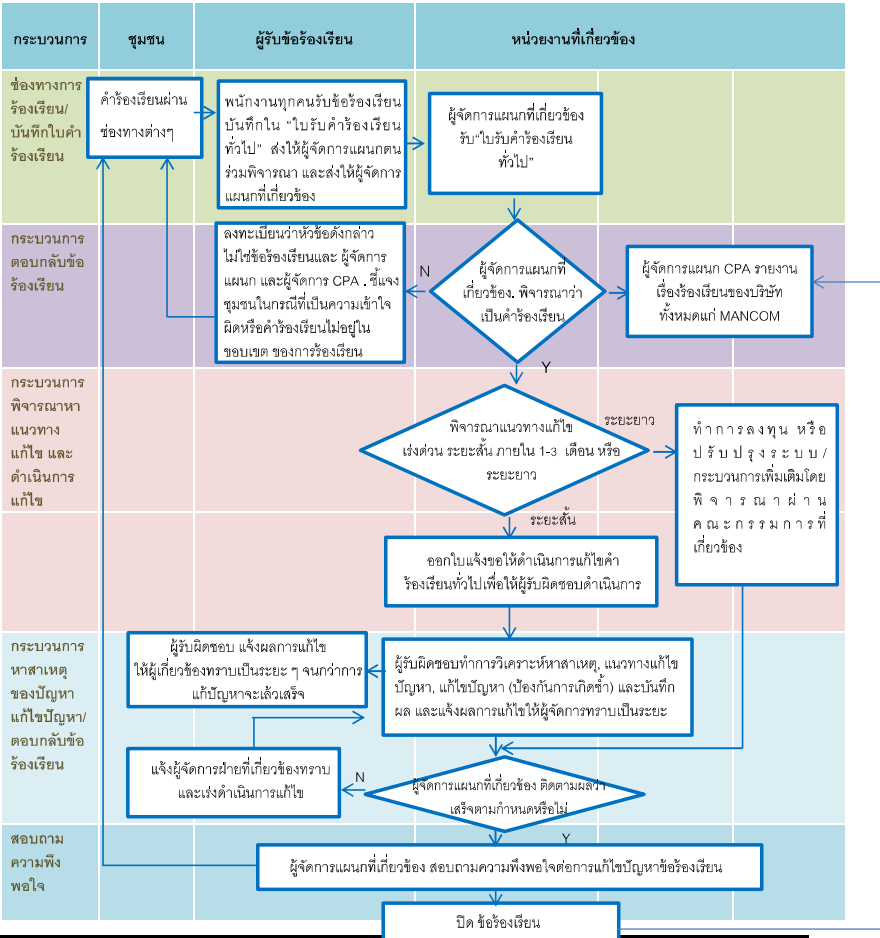 กระบวนการ
ชุมชน
ผู้รับข้อร้องเรียน
หน่วยงานที่เกี่ยวข้อง
ช่องทางการ
ร้องเรียน/
บันทึกใบคำ
ร้องเรียน
คำร้องเรียนผ่าน
ช่องทางต่างๆ
พนักงานทุกคนรับข้อร้องเรียน
บันทึกใน “ใบรับคำร้องเรียน
ทั่วไป” ส่งให้ผู้จัดการแผนกตน
ร่วมพิจารณา และส่งให้ผู้จัดการ
แผนกที่เกี่ยวข้อง
ผู้จัดการแผนกที่เกี่ยวข้อง
รับ“ใบรับคำร้องเรียน
ทั่วไป”
กระบวนการ
ตอบกลับข้อ
ร้องเรียน
ลงทะเบียนว่าหัวข้อดังกล่าว
ไม่ใช่ข้อร้องเรียนและ ผู้จัดการ
แผนก และผู้จัดการ CPA . ชี้แจง
ชุมชนในกรณีที่เป็นความเข้าใจ
ผิดหรือคำร้องเรียนไม่อยู่ใน
ขอบเขต ของการร้องเรียน
N
ผู้จัดการแผนกที่
เกี่ยวข้อง. พิจารณาว่า
เป็นคำร้องเรียน
ผู้จัดการแผนก CPA รายงาน
เรื่องร้องเรียนของบริษัท
ทั้งหมดแก่ MANCOM
Y
กระบวนการ
พิจารณาหา
แนวทาง
แก้ไข และ
ดำเนินการ
แก้ไข
พิจารณาแนวทางแก้ไข
เร่งด่วน ระยะสั้น ภายใน 1-3 เดือน หรือ
ระยะยาว
ระยะยาว
ทำการลงทุน หรือ
ปรับปรุงระบบ/
กระบวนการเพิ่มเติมโดย
พิจารณาผ่าน
คณะกรรมการที่
เกี่ยวข้อง
ระยะสั้น
ออกใบแจ้งขอให้ดำเนินการแก้ไขคำ
ร้องเรียนทั่วไปเพื่อให้ผู้รับผิดชอบดำเนินการ
กระบวนการ
หาสาเหตุ
ของปัญหา
แก้ไขปัญหา/
ตอบกลับข้อ
ร้องเรียน
ผู้รับผิดชอบ แจ้งผลการแก้ไข
ให้ผู้เกี่ยวข้องทราบเป็นระยะ ๆ จนกว่าการ
แก้ปัญหาจะแล้วเสร็จ
ผู้รับผิดชอบทำการวิเคราะห์หาสาเหตุ, แนวทางแก้ไข
ปัญหา, แก้ไขปัญหา (ป้องกันการเกิดซ้ำ) และบันทึก
ผล และแจ้งผลการแก้ไขให้ผู้จัดการทราบเป็นระยะ
แจ้งผู้จัดการฝ่ายที่เกี่ยวข้องทราบ
และเร่งดำเนินการแก้ไข
N
ผู้จัดการแผนกที่เกี่ยวข้อง ติดตามผลว่า
เสร็จตามกำหนดหรือไม่
Y
สอบถาม
ความพึง
พอใจ
ผู้จัดการแผนกที่เกี่ยวข้อง สอบถามความพึงพอใจต่อการแก้ไขปัญหาข้อร้องเรียน
ปิด ข้อร้องเรียน